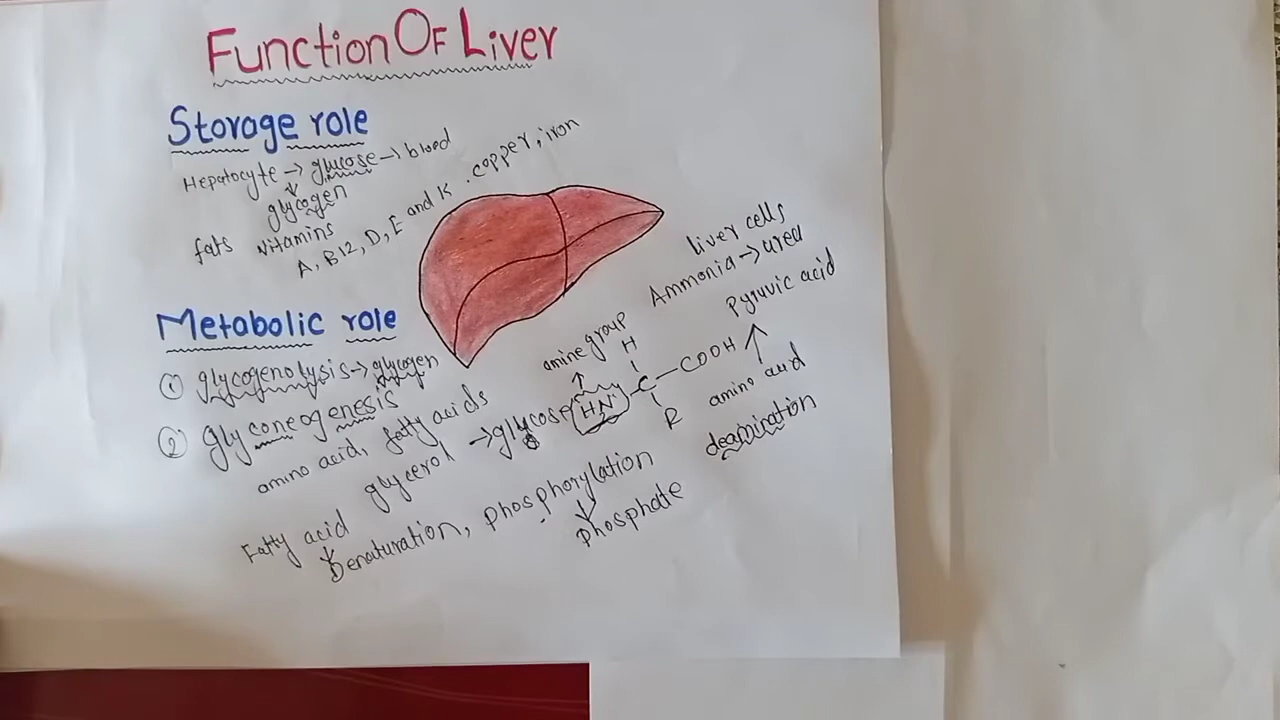 Function Of Liver
Storage role
Hepatocyte → glucose → blood
↓
glycogen
fats vitamins
A, B12, D, E and K . copper, iron
Metabolic role
① glycogenolysis → glycogen
② glyconeogenesis
amino acid, fatty acids
glycerol → glycose
Fatty acid
↓
Denaturation, phosphorylation
↓
phosphate
liver cells
Ammonia → urea
Pyruvic acid
↑
amino acid
deamination
amine group
↑
H
HN - C - COOH
R